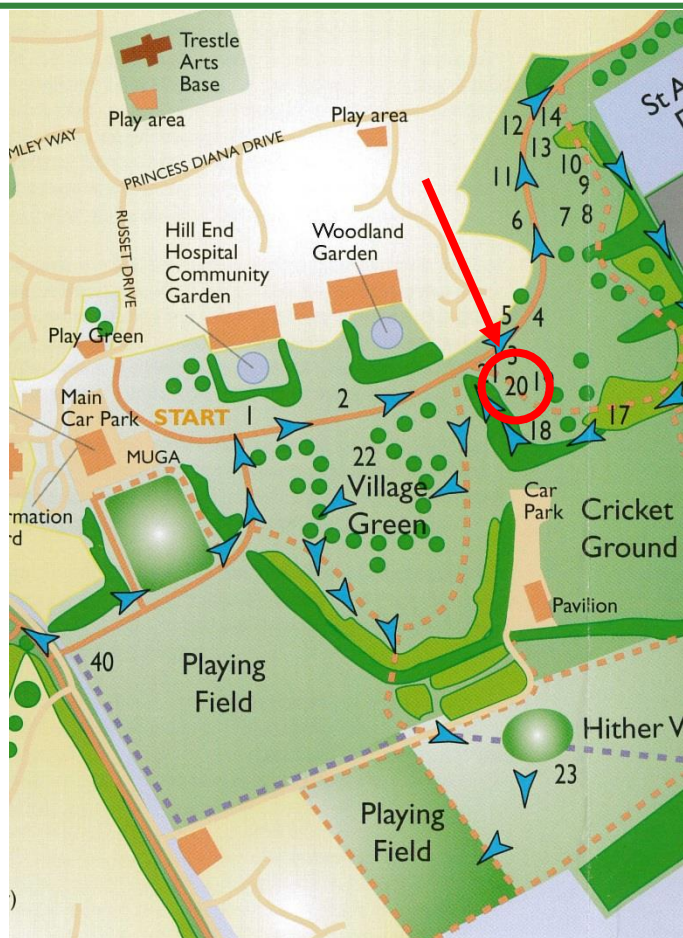 Trestle
Arts
Base
Play area
Play area
MLEY WAY
PRINCESS DIANA DRIVE
RUSSET DRIVE
St A
12
14
13
11
10
9
8
7
6
5
4
3
Hill End
Hospital
Community
Garden
Woodland
Garden
Play Green
Main
Car Park
START
1
2
21
20
18
17
MUGA
22
Village
Green
Car
Park
Cricket
Ground
Pavilion
rmation
rd
40
Playing
Field
Hither V
23
Playing
Field
)